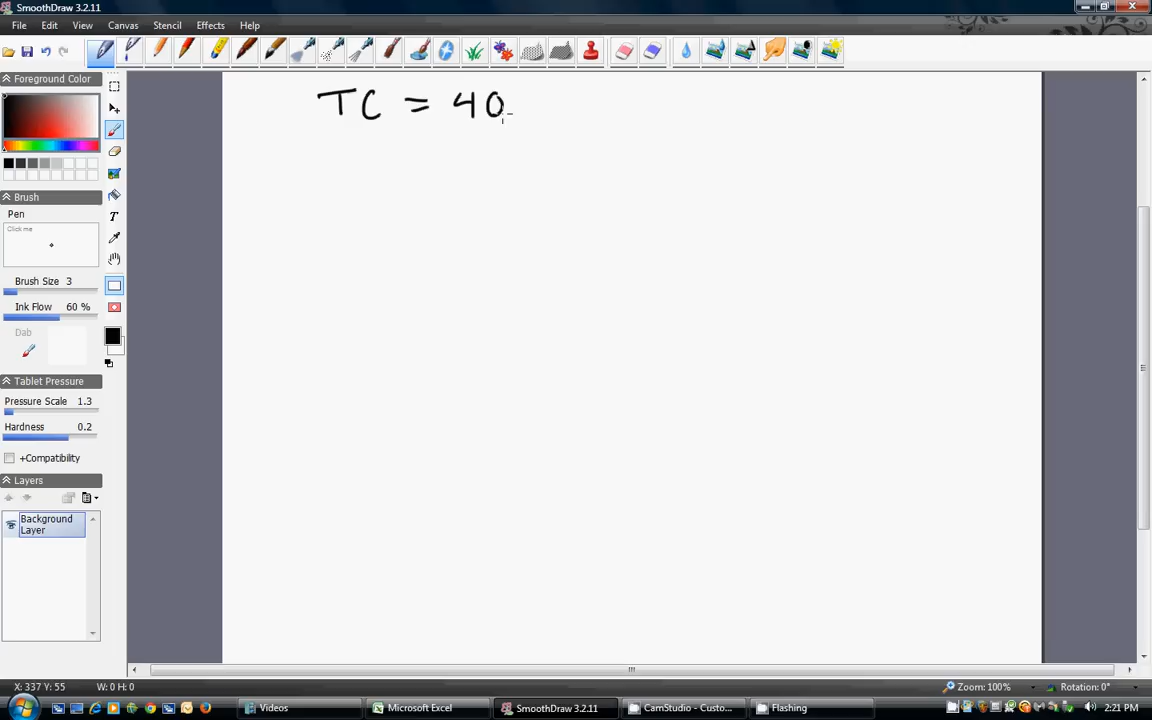 SmoothDraw 3.2.11
File Edit View Canvas Stencil Effects Help
Foreground Color
TC = 40
Brush
Pen
Click me
Brush Size 3
Ink Flow 60 %
Dab
Tablet Pressure
Pressure Scale 1.3
Hardness 0.2
+Compatibility
Layers
Background
Layer
T
X: 337 Y: 55 W: 0 H: 0 Zoom: 100% Rotation: 0°
Videos Microsoft Excel SmoothDraw 3.2.11 CamStudio - Custo... Flashing 2:21 PM